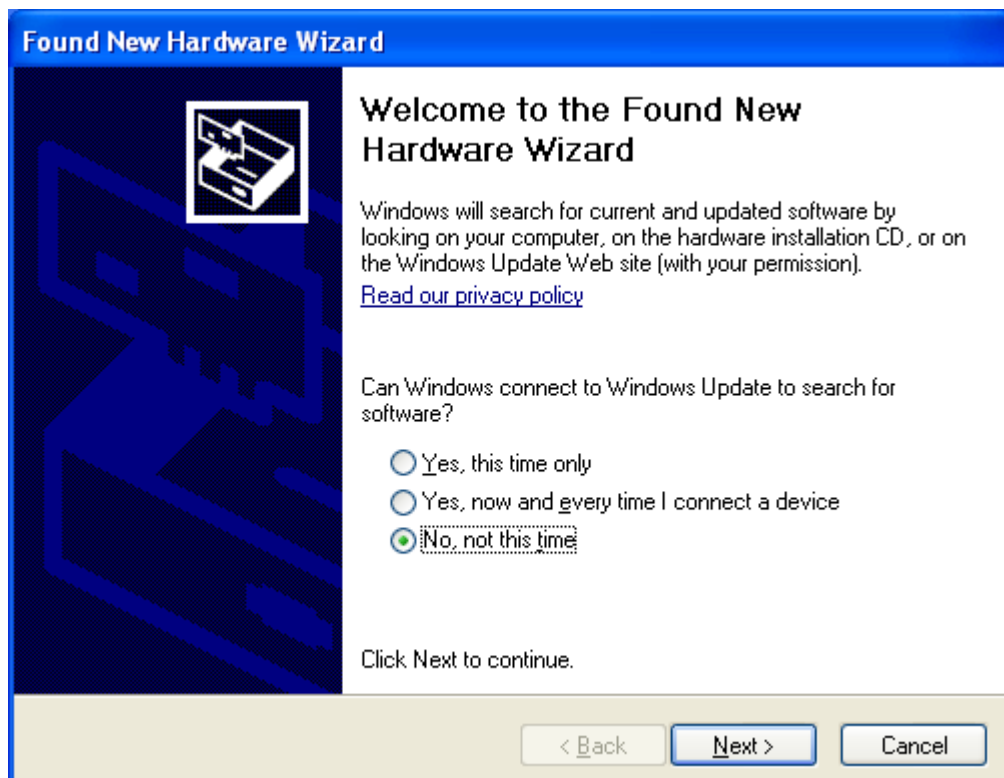 Found New Hardware Wizard
Welcome to the Found New
Hardware Wizard
Windows will search for current and updated software by
looking on your computer, on the hardware installation CD, or on
the Windows Update Web site (with your permission).
Read our privacy policy
Can Windows connect to Windows Update to search for
software?
Yes, this time only
Yes, now and every time I connect a device
No, not this time
Click Next to continue.
< Back
Next >
Cancel